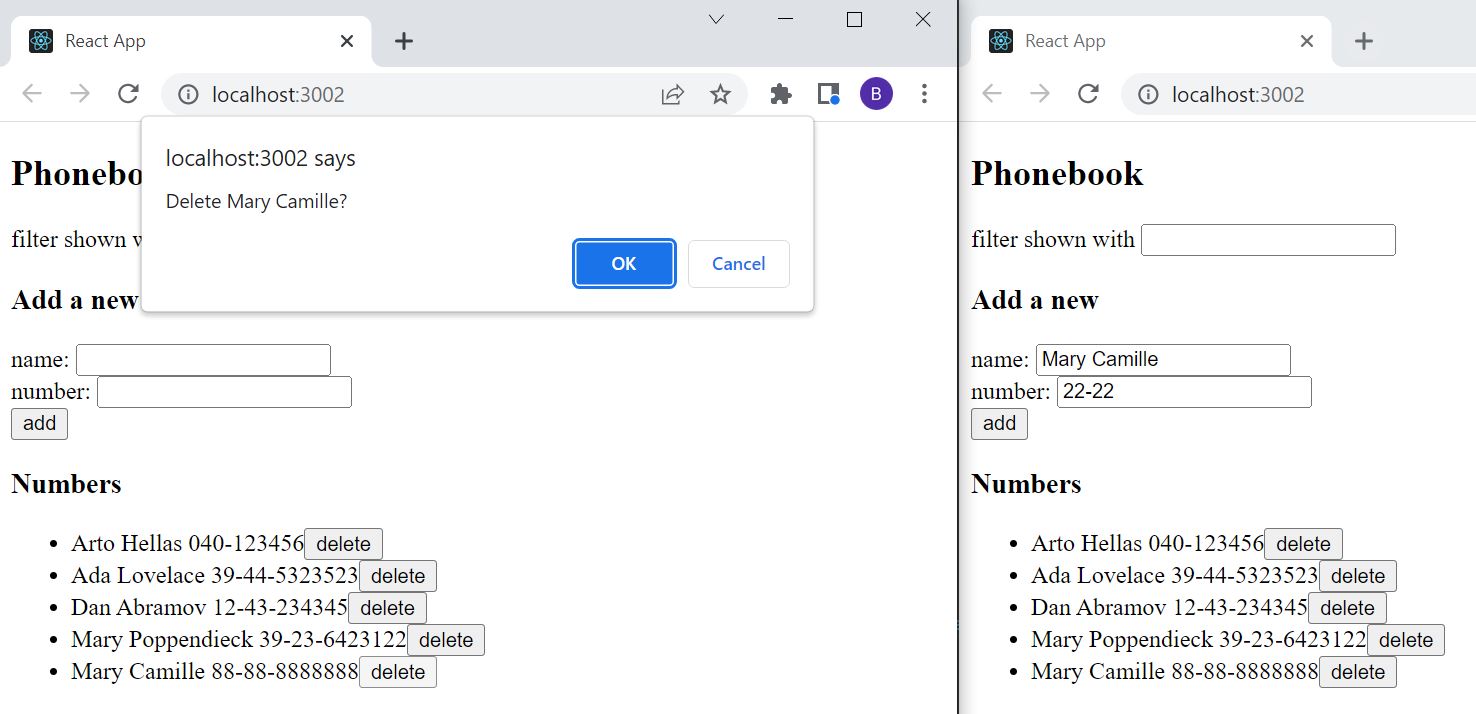 React App
localhost:3002
B
localhost:3002 says
Delete Mary Camille?
OK Cancel
Phonebo
filter shown
Add a new
name:
number:
add
Numbers
Arto Hellas 040-123456 delete
Ada Lovelace 39-44-5323523 delete
Dan Abramov 12-43-234345 delete
Mary Poppendieck 39-23-6423122 delete
Mary Camille 88-88-8888888 delete
React App
localhost:3002
Phonebook
filter shown with
Add a new
name: Mary Camille
number: 22-22
add
Numbers
Arto Hellas 040-123456 delete
Ada Lovelace 39-44-5323523 delete
Dan Abramov 12-43-234345 delete
Mary Poppendieck 39-23-6423122 delete
Mary Camille 88-88-8888888 delete